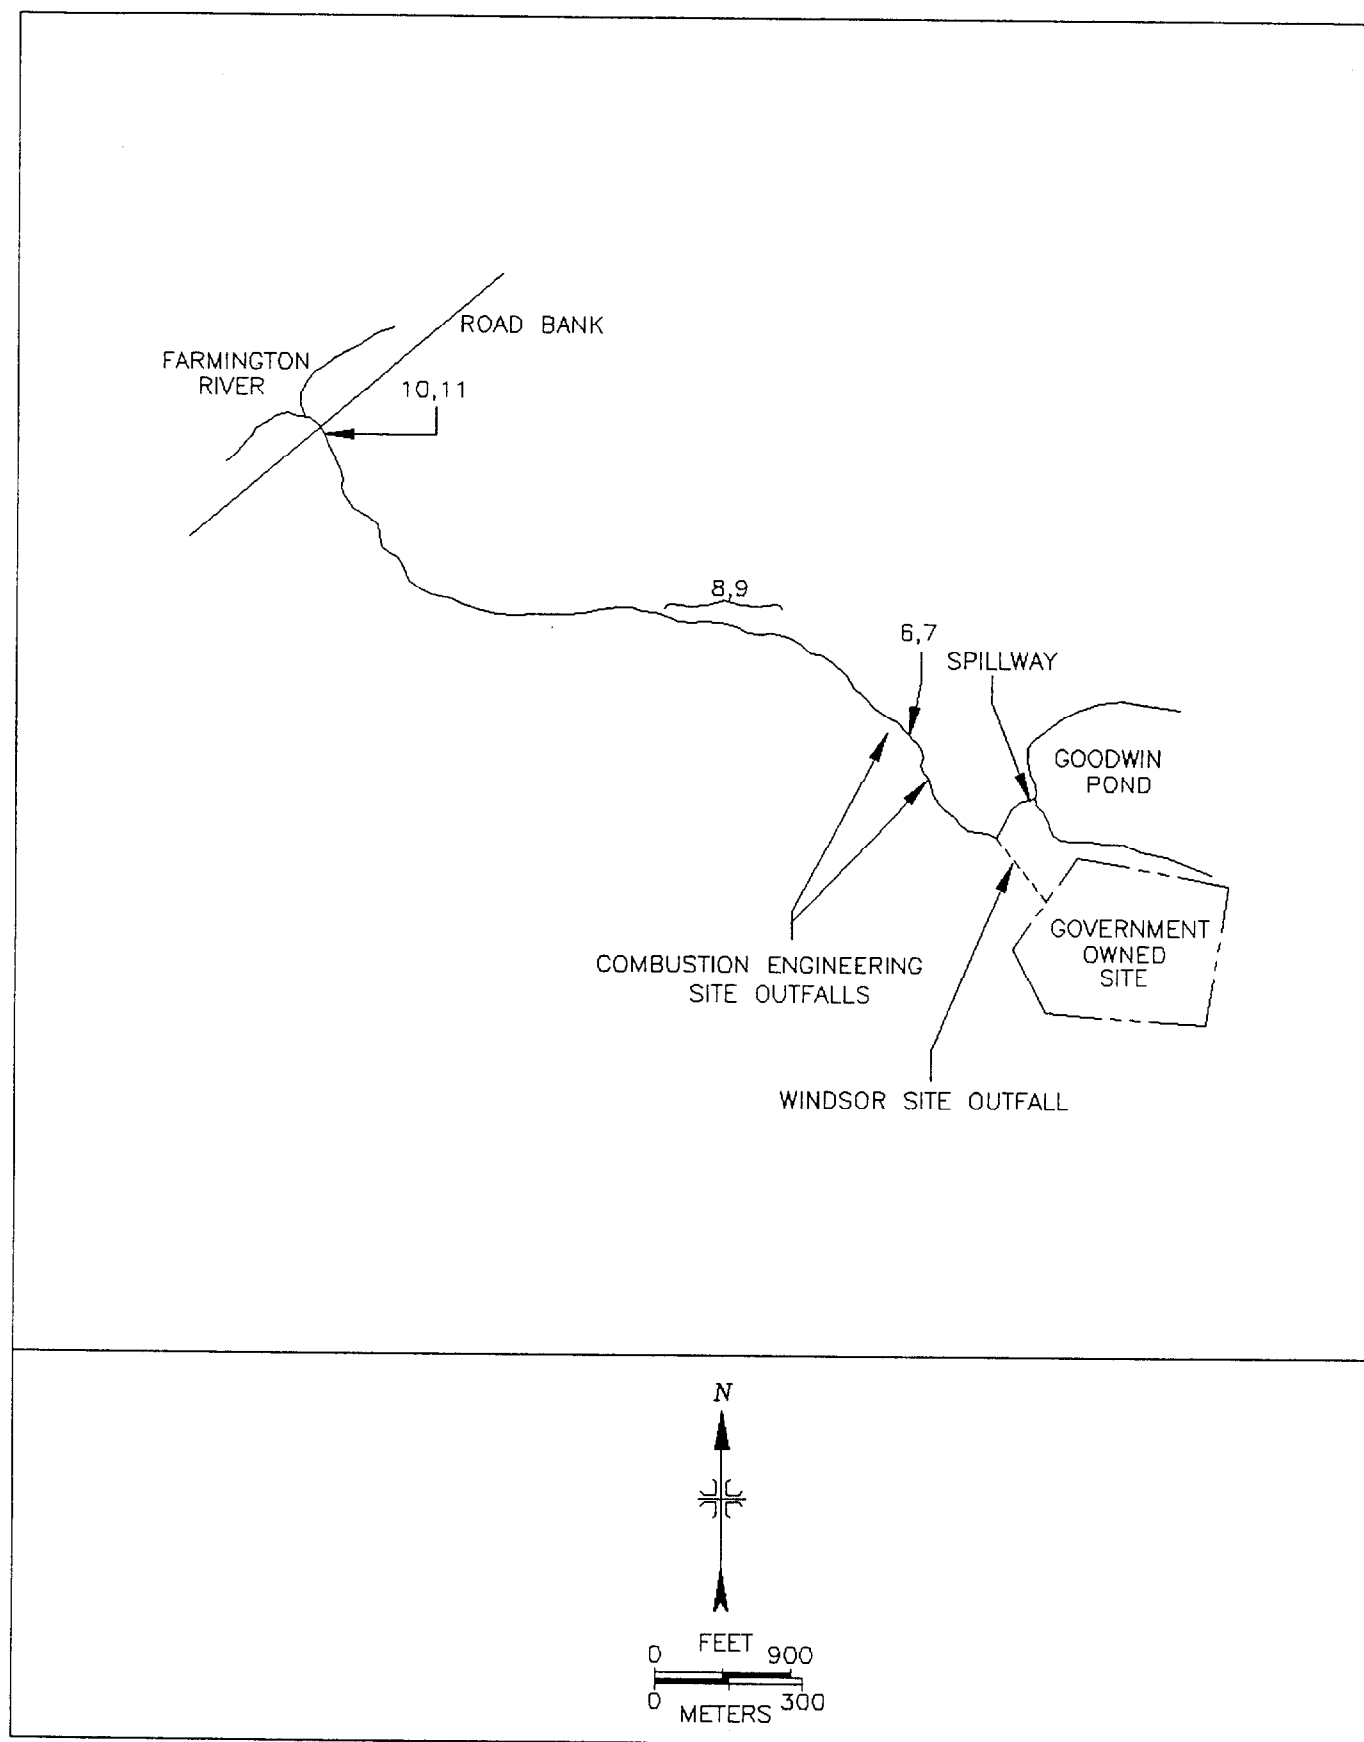 ROAD BANK
FARMINGTON
RIVER
10,11
8,9
6,7
SPILLWAY
GOODWIN
POND
GOVERNMENT
OWNED
SITE
COMBUSTION ENGINEERING
SITE OUTFALLS
WINDSOR SITE OUTFALL
N
0 FEET 900
0 METERS 300